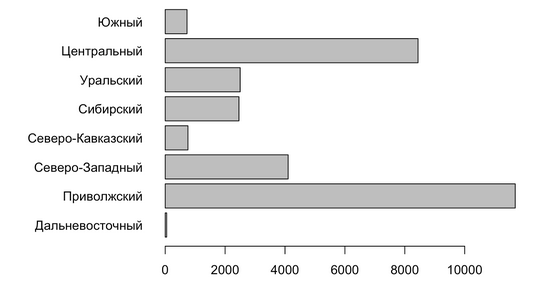 Южный
Центральный
Уральский
Сибирский
Северо-Кавказский
Северо-Западный
Приволжский
Дальневосточный
0 2000 4000 6000 8000 10000